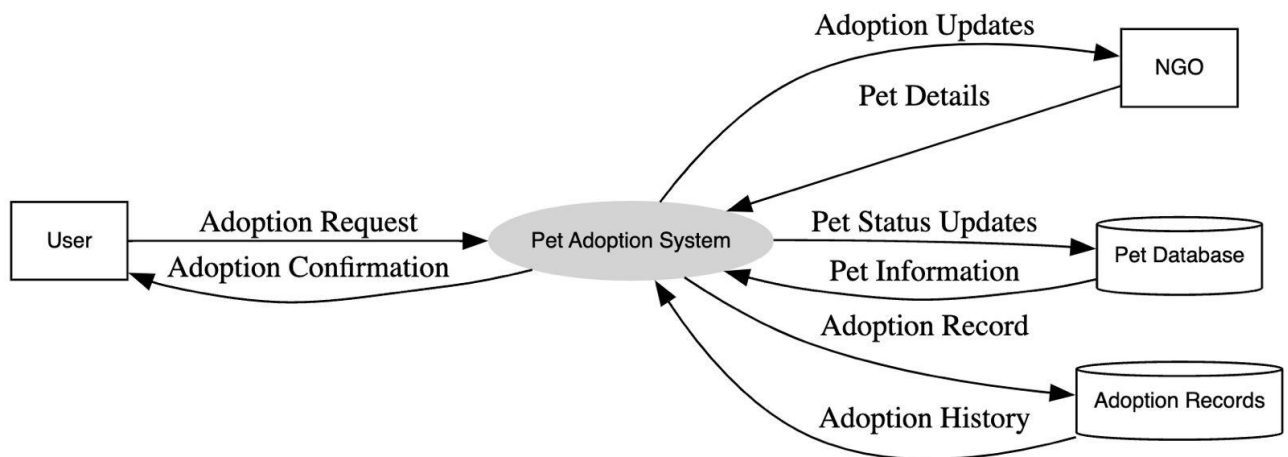 Adoption Updates
NGO
Pet Details
User
Adoption Request
Adoption Confirmation
Pet Adoption System
Pet Status Updates
Pet Database
Pet Information
Adoption Record
Adoption Records
Adoption History